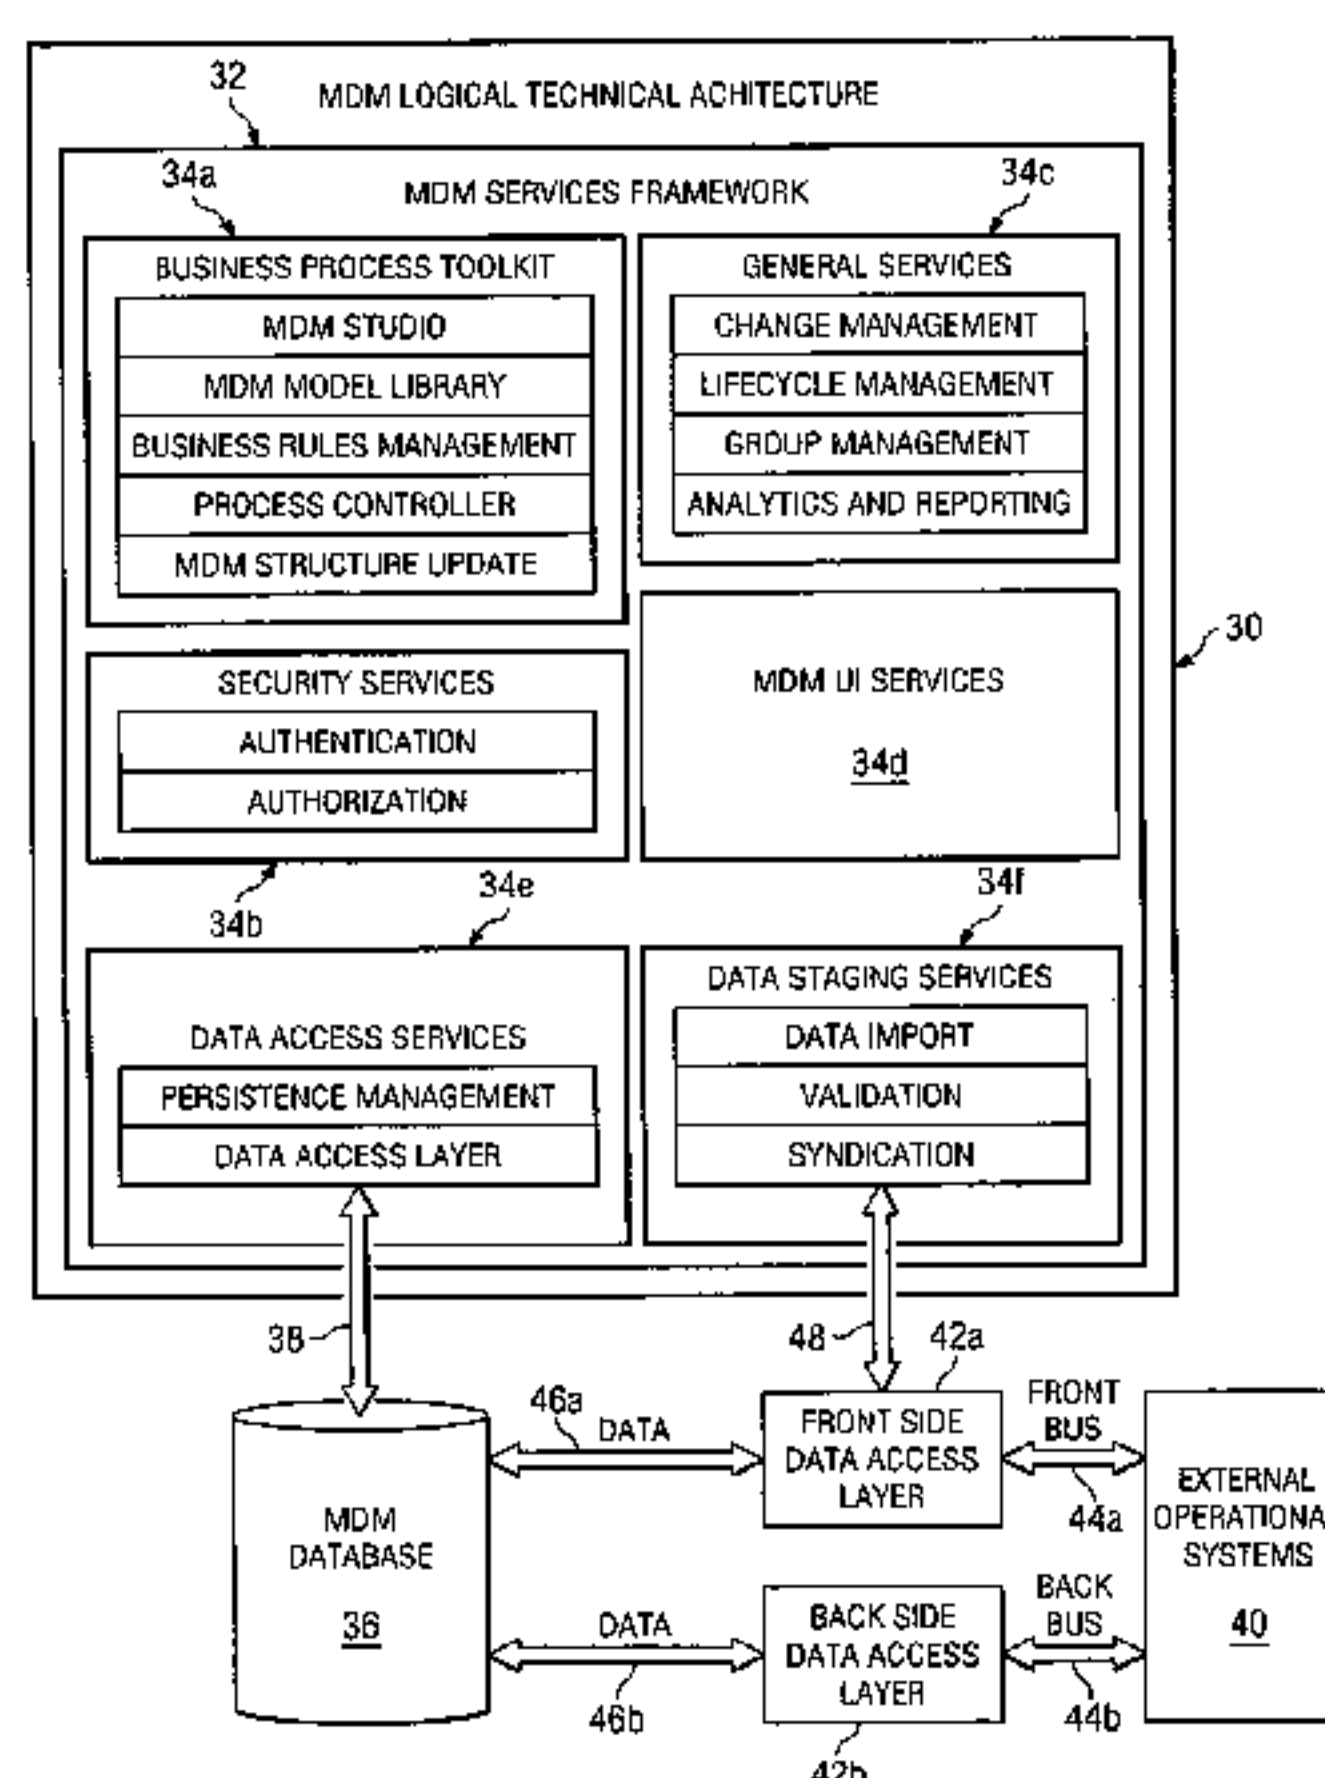 32
MDM LOGICAL TECHNICAL ACHITECTURE
34a
MDM SERVICES FRAMEWORK
34c
BUSINESS PROCESS TOOLKIT
MDM STUDIO
MDM MODEL LIBRARY
BUSINESS RULES MANAGEMENT
PROCESS CONTROLLER
MDM STRUCTURE UPDATE
GENERAL SERVICES
CHANGE MANAGEMENT
LIFECYCLE MANAGEMENT
GROUP MANAGEMENT
ANALYTICS AND REPORTING
30
SECURITY SERVICES
AUTHENTICATION
AUTHORIZATION
34b
MDM UI SERVICES
34d
34e
34f
DATA ACCESS SERVICES
PERSISTENCE MANAGEMENT
DATA ACCESS LAYER
DATA STAGING SERVICES
DATA IMPORT
VALIDATION
SYNDICATION
38
48
42a
MDM
DATABASE
36
46a
DATA
FRONT SIDE
DATA ACCESS
LAYER
FRONT
BUS
44a
EXTERNAL
OPERATIONA
SYSTEMS
40
DATA
46b
BACK SIDE
DATA ACCESS
LAYER
BACK
BUS
44b
42b